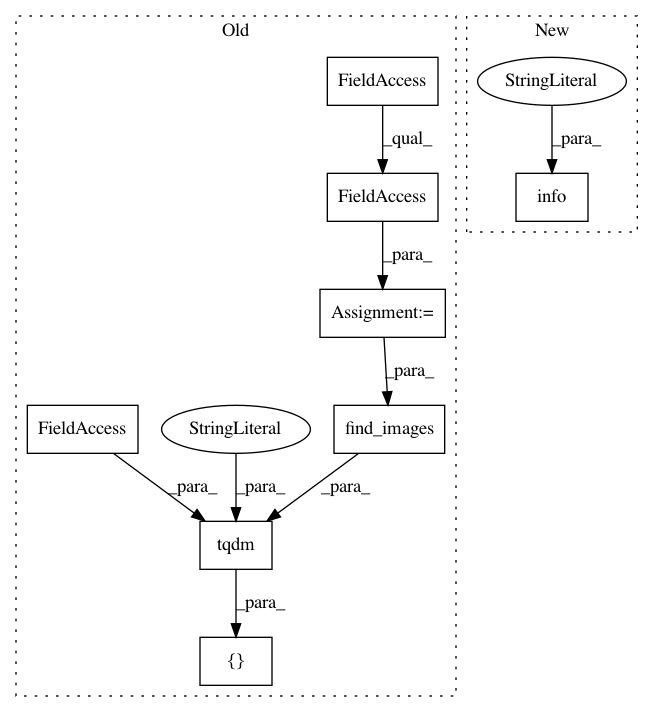 Old
New
FieldAccess
StringLiteral
_qual_
_para_
FieldAccess
info
_para_
Assignment:=
_para_
FieldAccess
StringLiteral
find_images
_para_
_para_
_para_
tqdm
_para_
{}